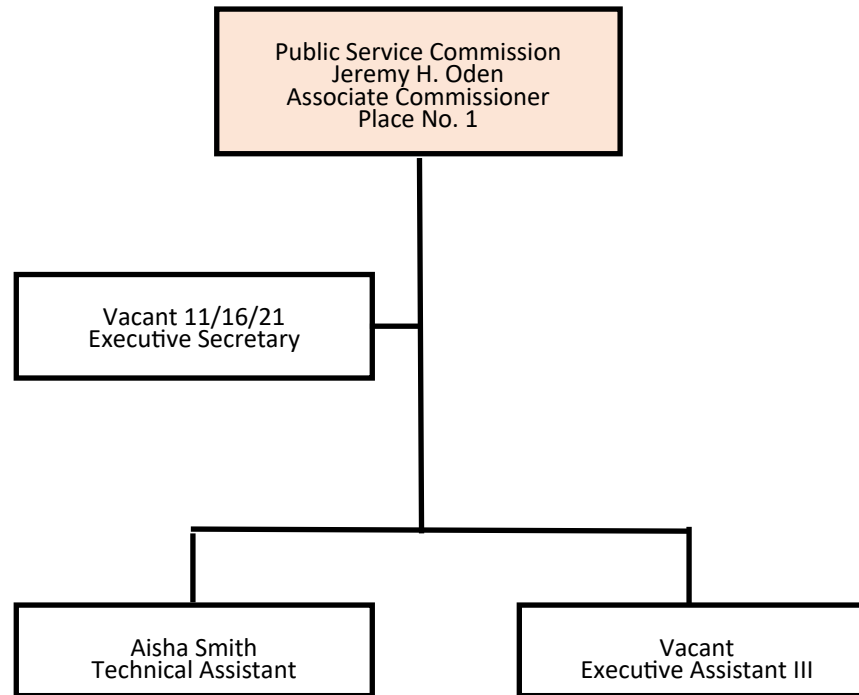 Public Service Commission
Jeremy H. Oden
Associate Commissioner
Place No. 1
Vacant 11/16/21
Executive Secretary
Aisha Smith
Technical Assistant
Vacant
Executive Assistant III